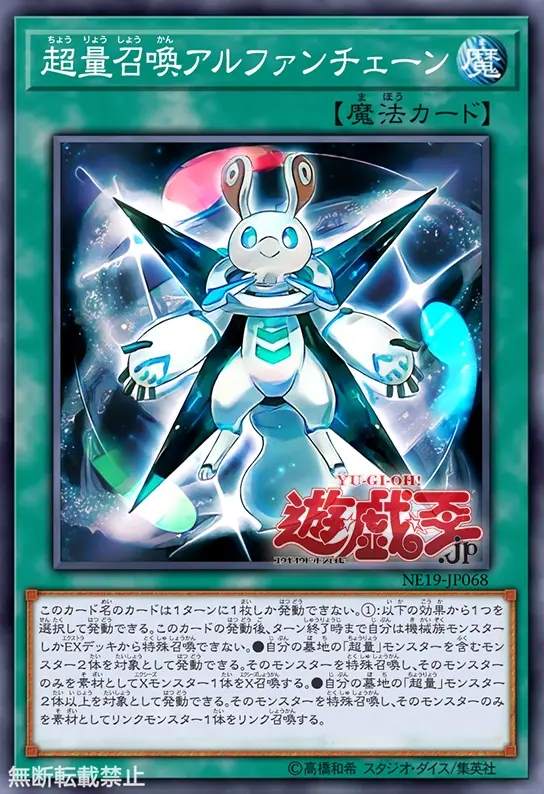 ちょう りょう しょう かん
超量召喚アルファンチェーン
魔
ま ほう
【魔法カード】
YU-GI-OH!
遊戯王.jp
NE19-JP068
このカード名のカードは1ターンに1枚しか発動できない。①:以下の効果から1つを
選択して発動できる。このカードの発動後、ターン終了時まで自分は機械族モンスター
しかEXデッキから特殊召喚できない。●自分の墓地の「超量」モンスターを含むモン
スター2体を対象として発動できる。そのモンスターを特殊召喚し、そのモンスター
のみを素材としてXモンスター1体をX召喚する。●自分の墓地の「超量」モンスター
2体以上を対象として発動できる。そのモンスターを特殊召喚し、そのモンスターのみ
を素材としてリンクモンスター1体をリンク召喚する。
無断転載禁止
©高橋和希 スタジオ・ダイス/集英社